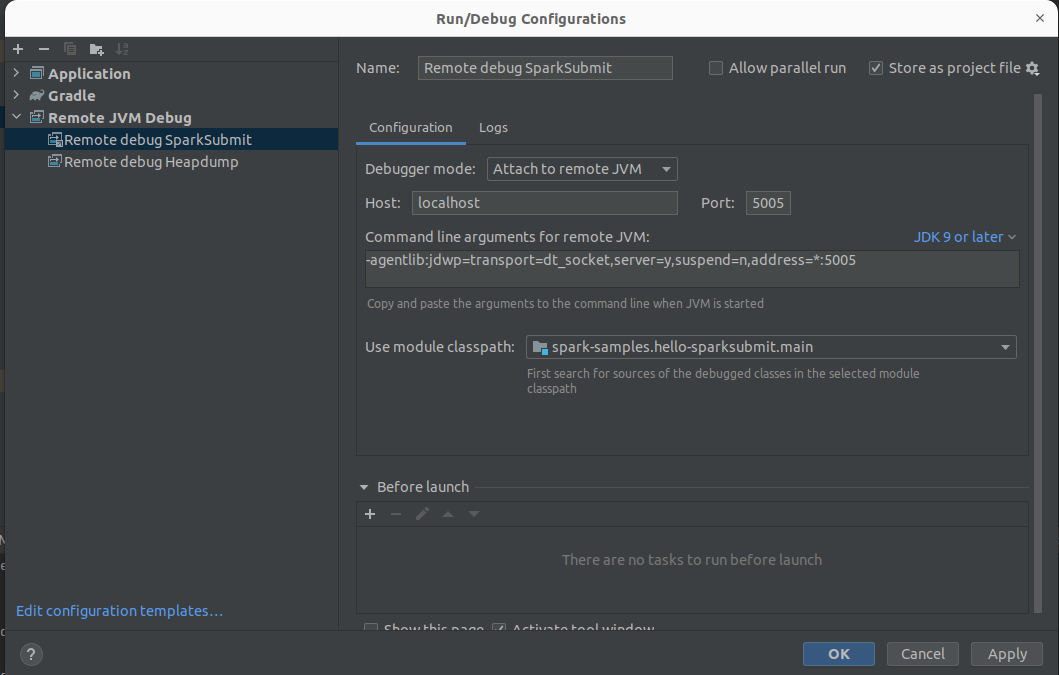 Run/Debug Configurations
Name: Remote debug SparkSubmit Allow parallel run Store as project file
Application
Gradle
Remote JVM Debug
Remote debug SparkSubmit
Remote debug Heapdump
Edit configuration templates...
Configuration Logs
Debugger mode: Attach to remote JVM
Host: localhost Port: 5005
Command line arguments for remote JVM: JDK 9 or later
-agentlib:jdwp=transport=dt_socket,server=y,suspend=n,address=*:5005
Copy and paste the arguments to the command line when JVM is started
Use module classpath: spark-samples.hello-sparksubmit.main
First search for sources of the debugged classes in the selected module
classpath
Before launch
There are no tasks to run before launch
Show this page Activate tool window
? OK Cancel Apply